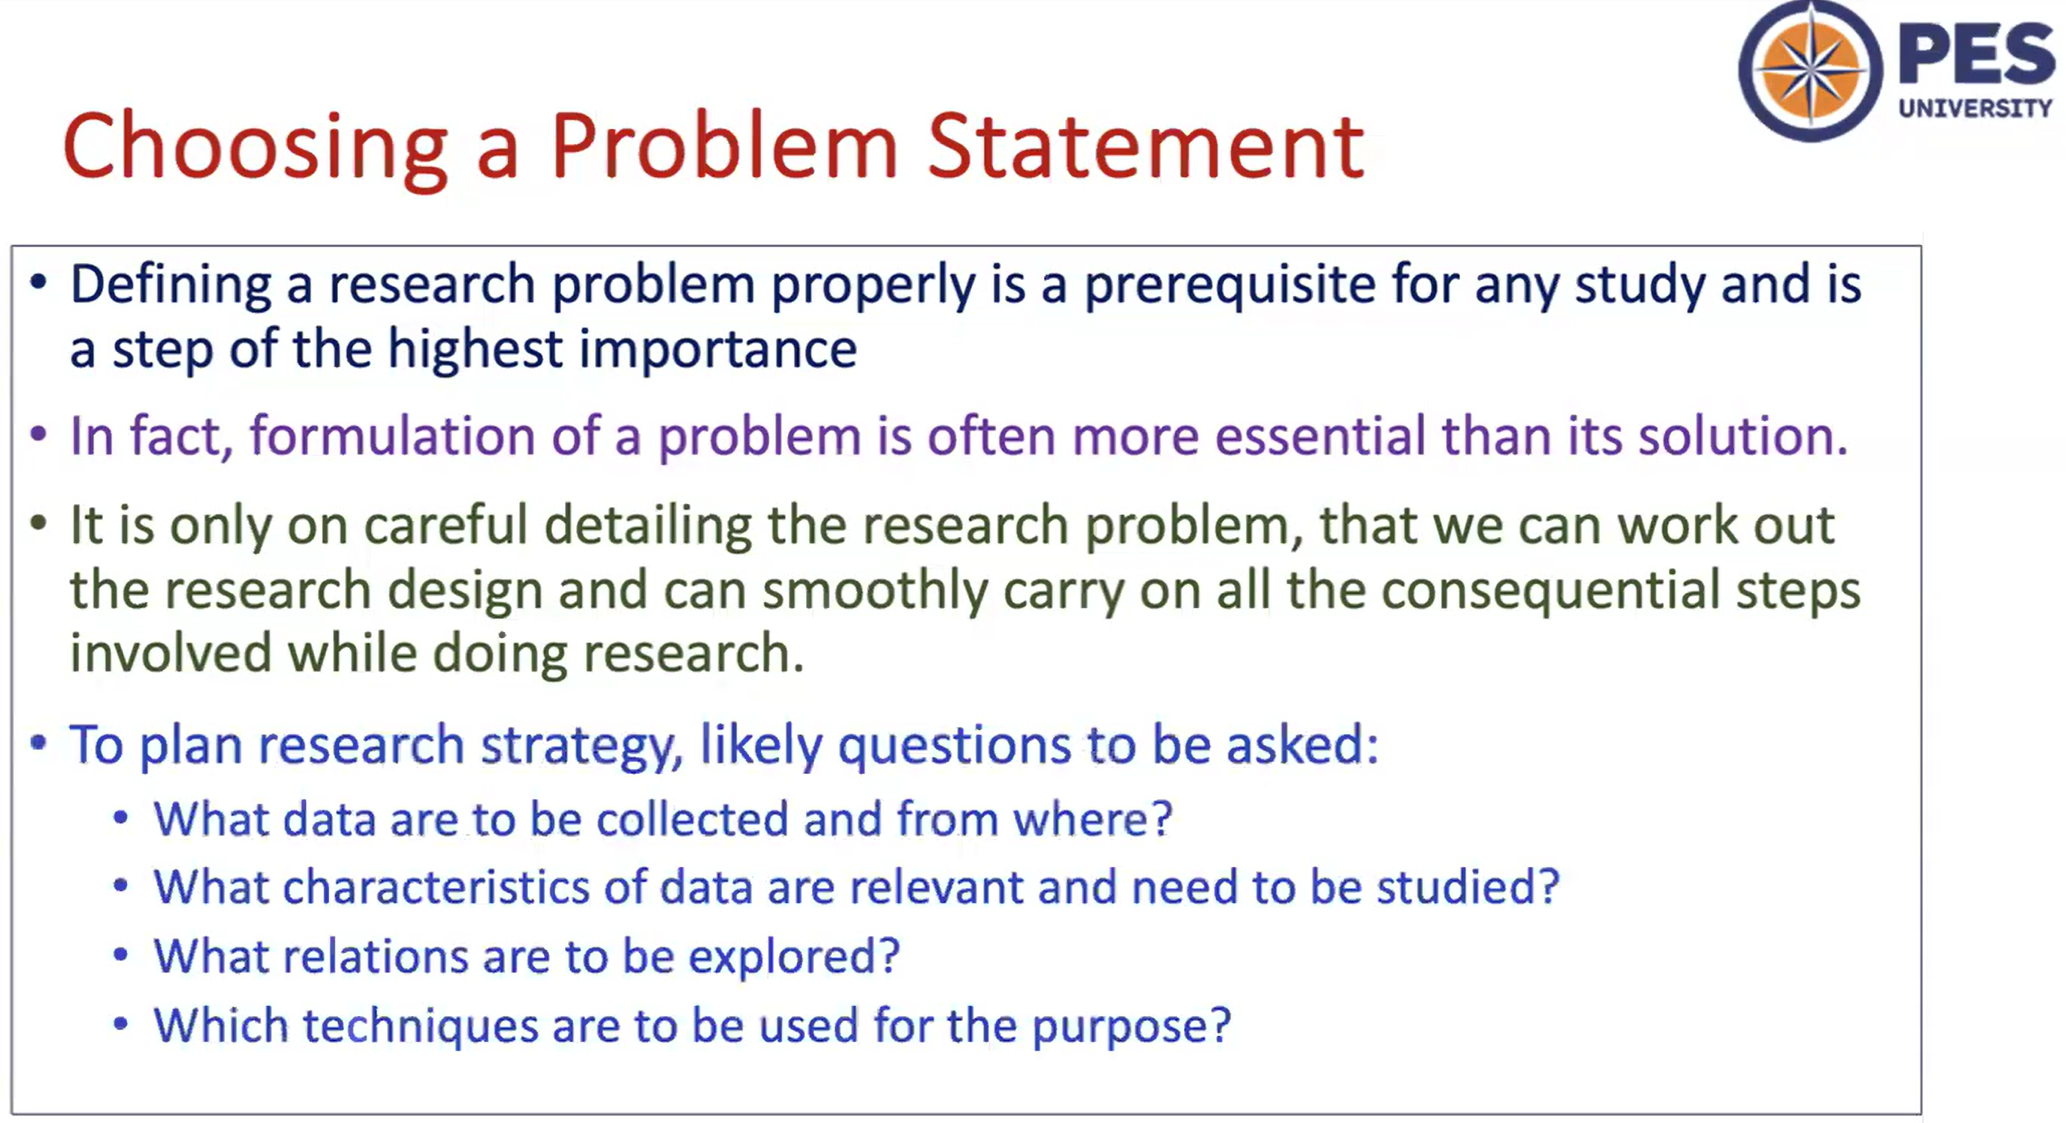 PES
UNIVERSITY
Choosing a Problem Statement
• Defining a research problem properly is a prerequisite for any study and is
a step of the highest importance
• In fact, formulation of a problem is often more essential than its solution.
• It is only on careful detailing the research problem, that we can work out
the research design and can smoothly carry on all the consequential steps
involved while doing research.
• To plan research strategy, likely questions to be asked:
• What data are to be collected and from where?
• What characteristics of data are relevant and need to be studied?
• What relations are to be explored?
• Which techniques are to be used for the purpose?